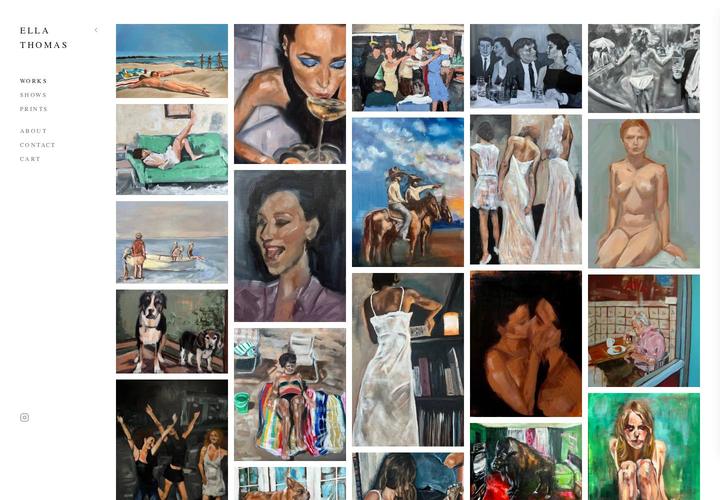 ELLA
THOMAS
WORKS
SHOWS
PRINTS
ABOUT
CONTACT
CART